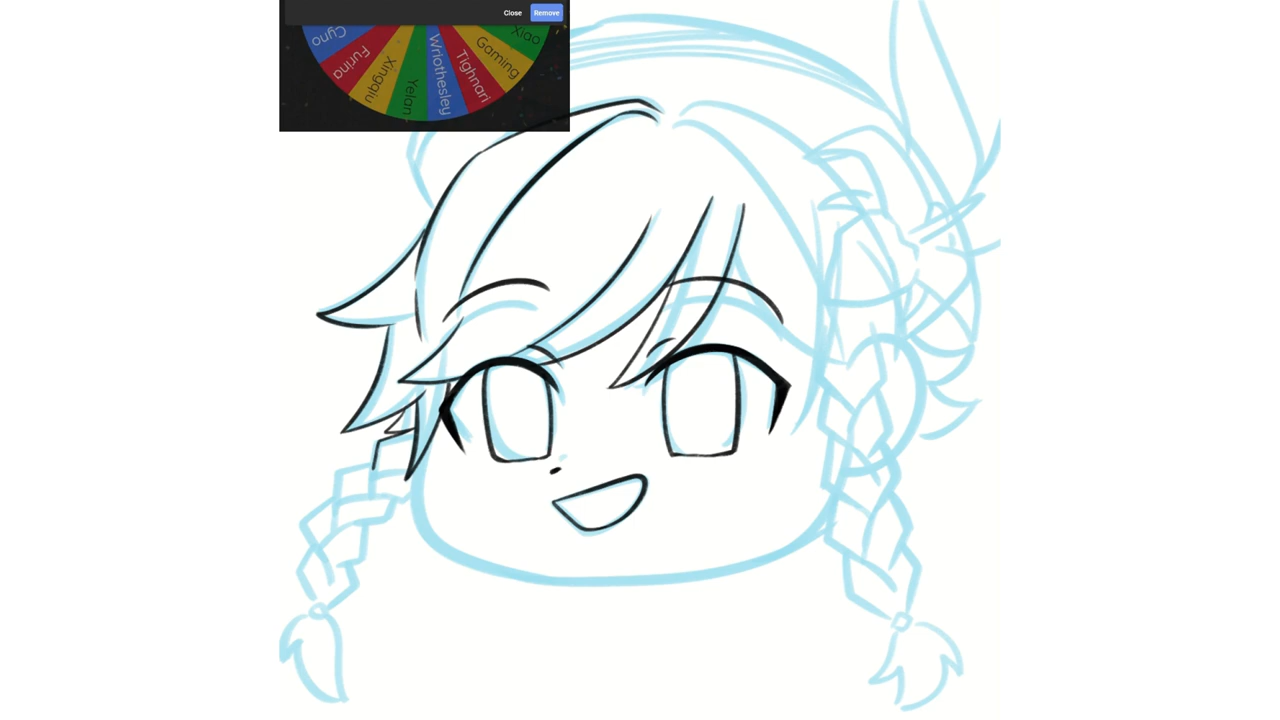 Close Remove
Cyno
Furina
Xingqiu
Yelan
Wriothesley
Tighnari
Gaming
Xiao